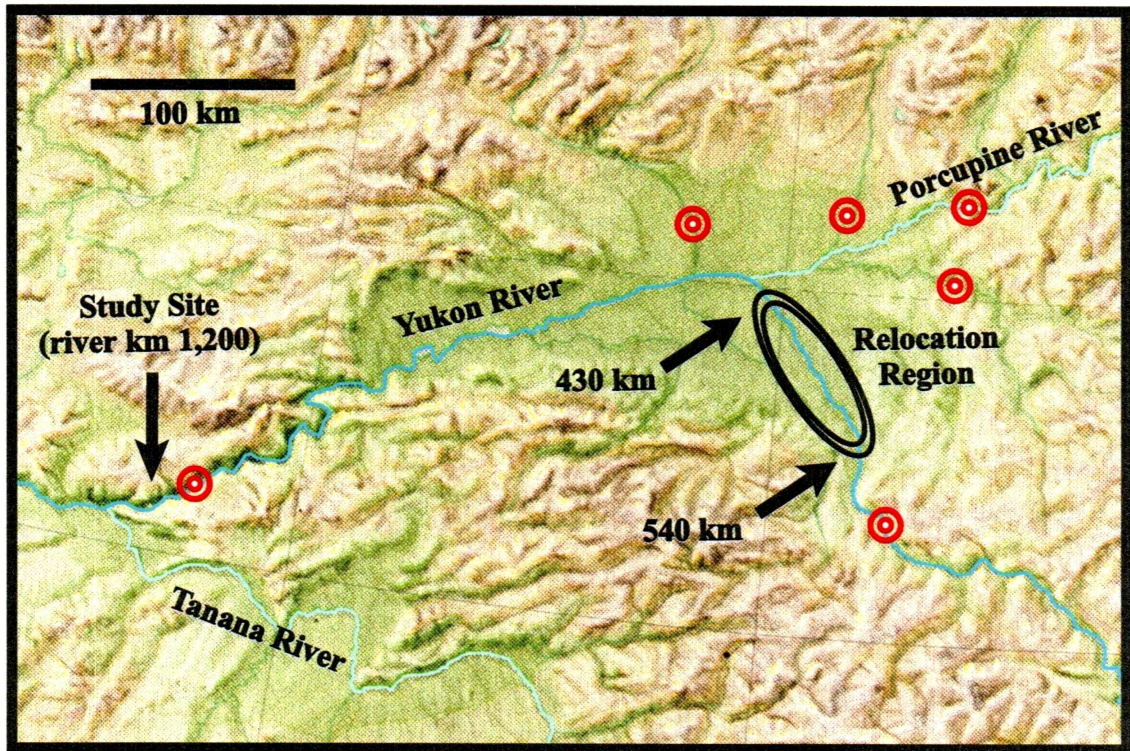 100 km
Porcupine River
Study Site
(river km 1,200)
Yukon River
Relocation
Region
430 km
540 km
Tanana River